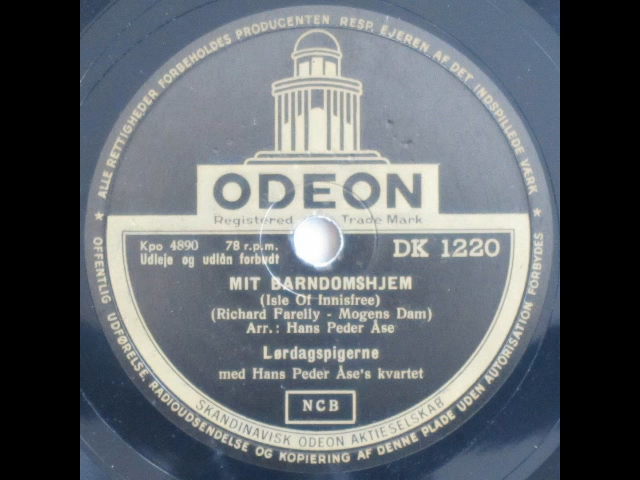 ★ ALLE RETTIGHEDER FORBEHOLDES PRODUCENTEN RESP. EJEREN AF DET INDSPILLEDE VÆRK ★
ODEON
Registered Trade Mark
Kpo 4890 78 r.p.m.
Udleje og udlån forbudt
DK 1220
MIT BARNDOMSHJEM
(Isle Of Innisfree)
(Richard Farelly - Mogens Dam)
Arr.: Hans Peder Åse
Lørdagspigerne
med Hans Peder Åse's kvartet
NCB
SKANDINAVISK ODEON AKTIESELSKAB
OFFENTLIG UDFØRELSE, RADIOUDSENDELSE OG KOPIERING AF DENNE PLADE UDEN AUTORISATION FORBYDES